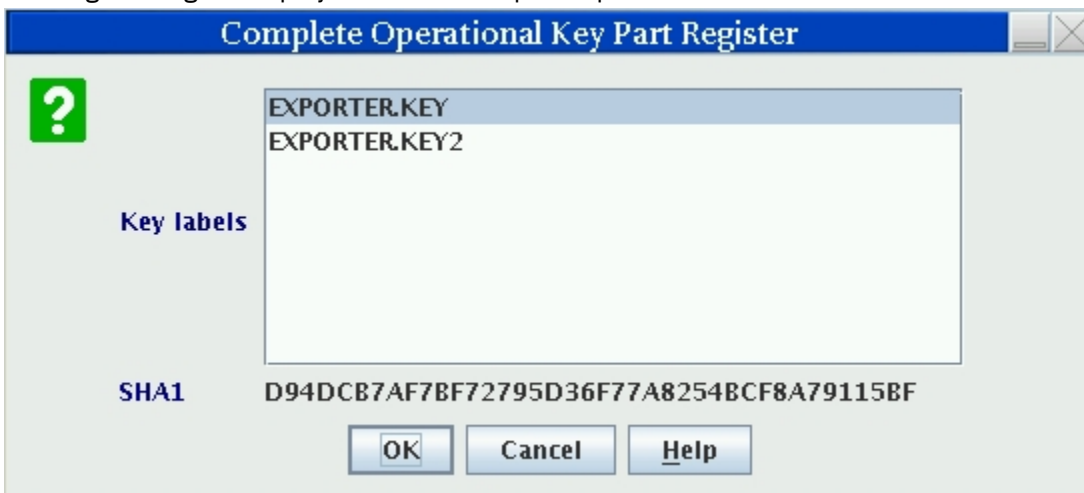 Complete Operational Key Part Register
EXPORTER.KEY
EXPORTER.KEY2
Key labels
SHA1 D94DCB7AF7BF72795D36F77A8254BCF8A79115BF
OK Cancel Help